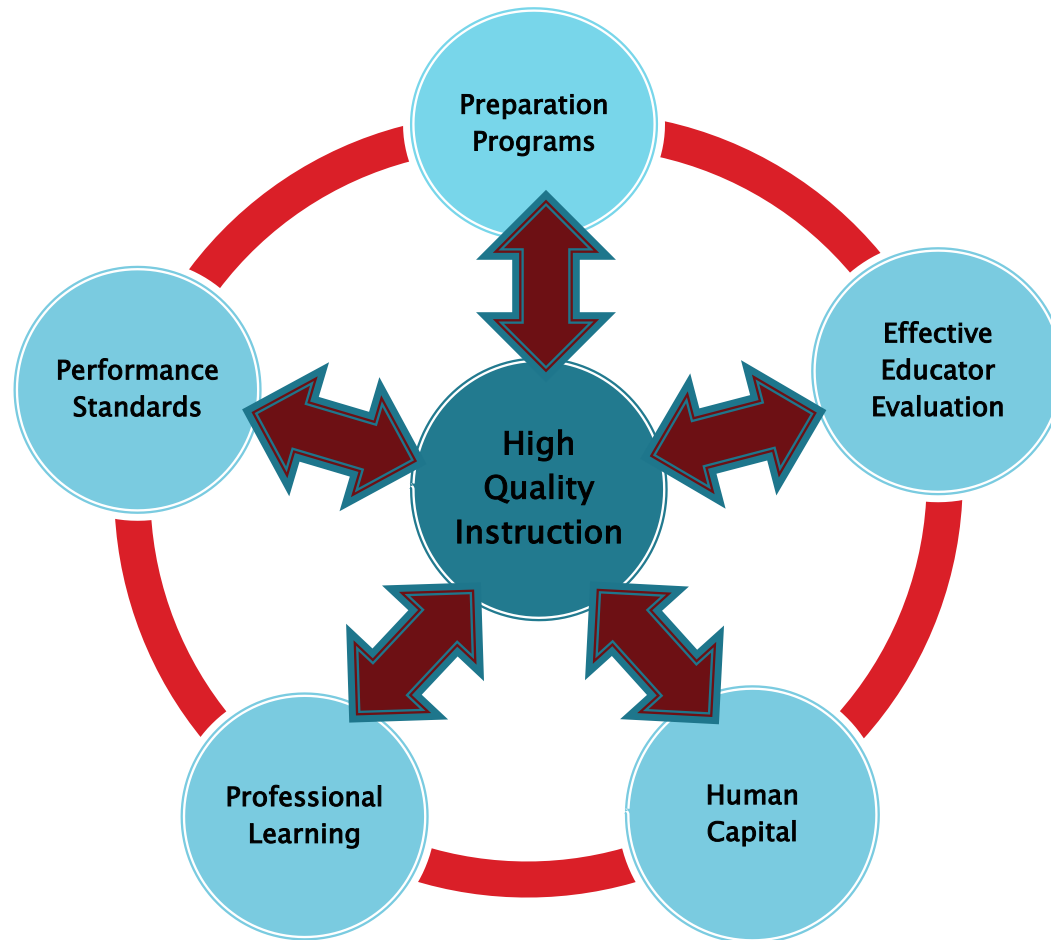 Preparation
Programs
Effective
Educator
Evaluation
Performance
Standards
High
Quality
Instruction
Professional
Learning
Human
Capital